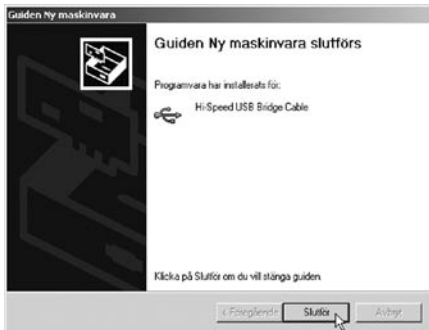 Guiden Ny maskinvara
Guiden Ny maskinvara slutförs
Programvara har installerats för:
Hi-Speed USB Bridge Cable
Klicka på Slutför om du vill stänga guiden.
< Föregående Slutför Avbryt